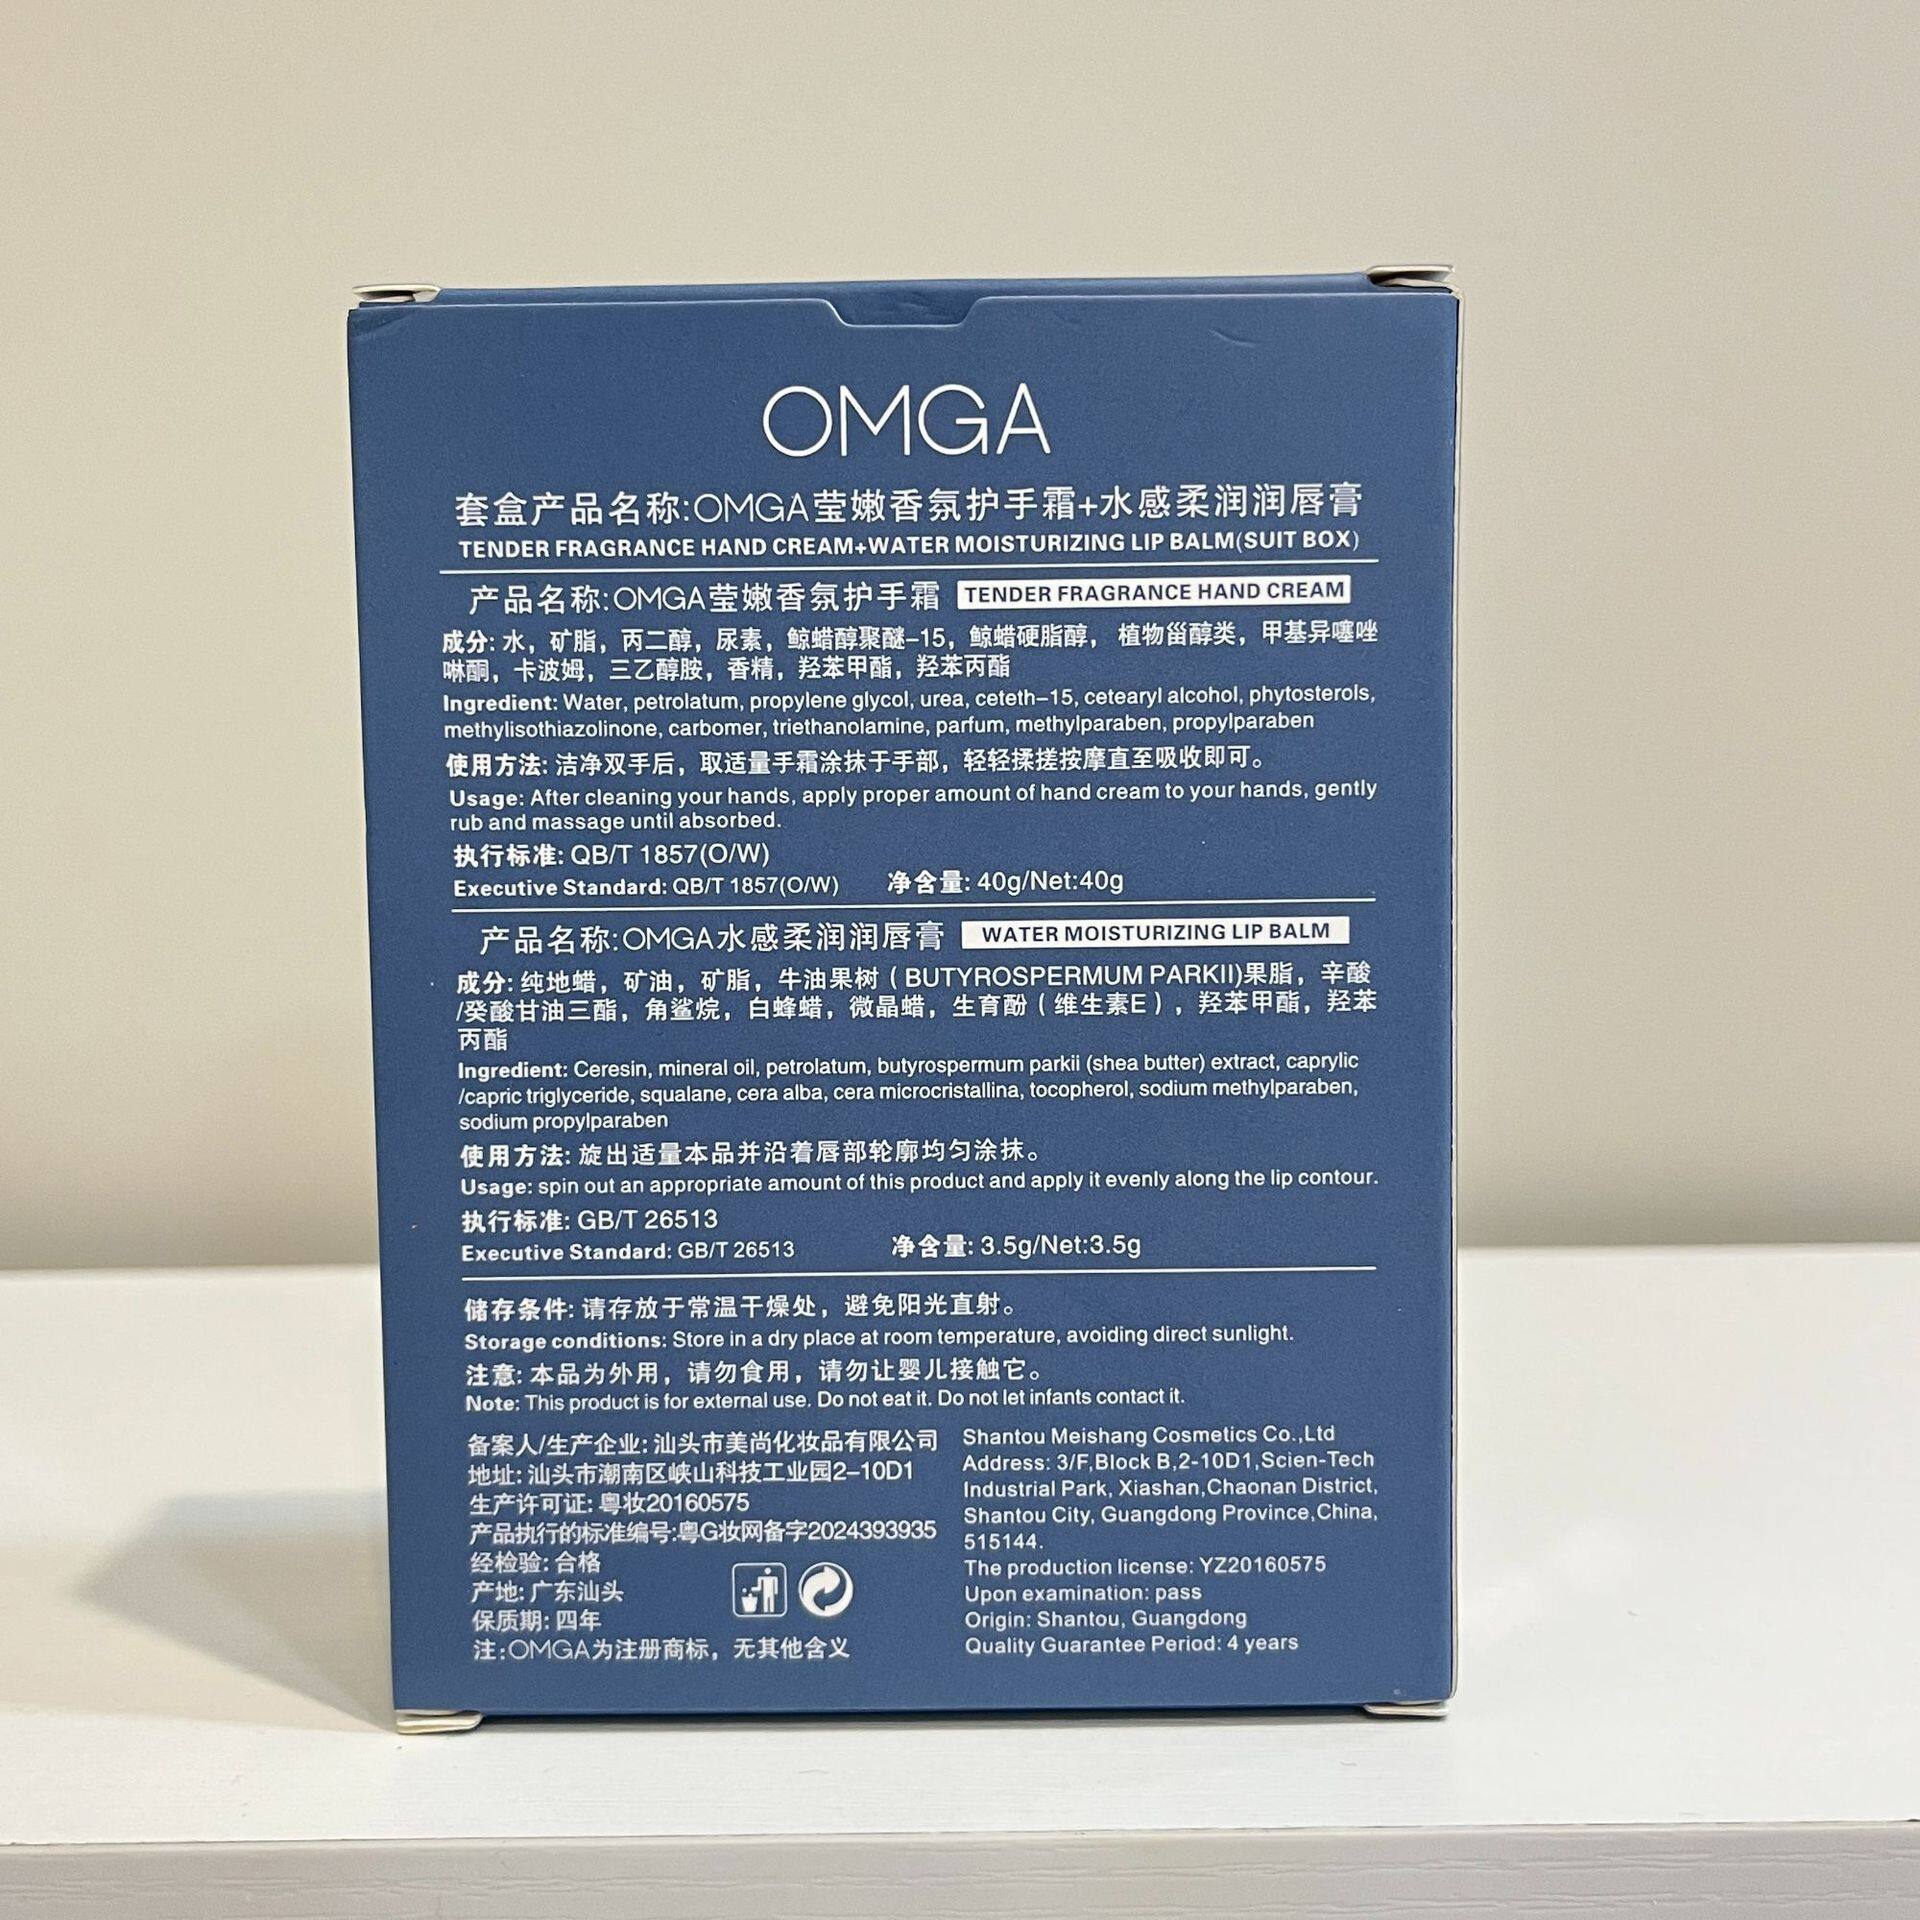 OMGA
套盒产品名称:OMGA莹嫩香氛护手霜+水感柔润润唇膏
TENDER FRAGRANCE HAND CREAM+WATER MOISTURIZING LIP BALM(SUIT BOX)
产品名称:OMGA莹嫩香氛护手霜 TENDER FRAGRANCE HAND CREAM
成分: 水，矿脂，丙二醇，尿素，鲸蜡醇聚醚-15，鲸蜡硬脂醇，植物甾醇类，甲基异噻唑
啉酮，卡波姆，三乙醇胺，香精，羟苯甲酯，羟苯丙酯
Ingredient: Water, petrolatum, propylene glycol, urea, ceteth-15, cetearyl alcohol, phytosterols,
methylisothiazolinone, carbomer, triethanolamine, parfum, methylparaben, propylparaben
使用方法: 洁净双手后，取适量手霜涂抹于手部，轻轻揉搓按摩直至吸收即可。
Usage: After cleaning your hands, apply proper amount of hand cream to your hands, gently
rub and massage until absorbed.
执行标准: QB/T 1857(O/W)
Executive Standard: QB/T 1857(O/W) 净含量: 40g/Net:40g
产品名称:OMGA水感柔润润唇膏 WATER MOISTURIZING LIP BALM
成分: 纯地蜡，矿油，矿脂，牛油果树（BUTYROSPERMUM PARKII)果脂，辛酸
/癸酸甘油三酯，角鲨烷，白蜂蜡，微晶蜡，生育酚（维生素E），羟苯甲酯，羟苯
丙酯
Ingredient: Ceresin, mineral oil, petrolatum, butyrospermum parkii (shea butter) extract, caprylic
/capric triglyceride, squalane, cera alba, cera microcristallina, tocopherol, sodium methylparaben,
sodium propylparaben
使用方法: 旋出适量本品并沿着唇部轮廓均匀涂抹。
Usage: spin out an appropriate amount of this product and apply it evenly along the lip contour.
执行标准: GB/T 26513
Executive Standard: GB/T 26513 净含量: 3.5g/Net:3.5g
储存条件: 请存放于常温干燥处，避免阳光直射。
Storage conditions: Store in a dry place at room temperature, avoiding direct sunlight.
注意: 本品为外用，请勿食用，请勿让婴儿接触它。
Note: This product is for external use. Do not eat it. Do not let infants contact it.
备案人/生产企业: 汕头市美尚化妆品有限公司
地址: 汕头市潮南区峡山科技工业园2-10D1
生产许可证: 粤妆20160575
产品执行的标准编号:粤G妆网备字2024393935
经检验: 合格
产地: 广东汕头
保质期: 四年
注:OMGA为注册商标，无其他含义
Shantou Meishang Cosmetics Co.,Ltd
Address: 3/F,Block B,2-10D1,Scien-Tech
Industrial Park, Xiashan,Chaonan District,
Shantou City, Guangdong Province,China,
515144.
The production license: YZ20160575
Upon examination: pass
Origin: Shantou, Guangdong
Quality Guarantee Period: 4 years